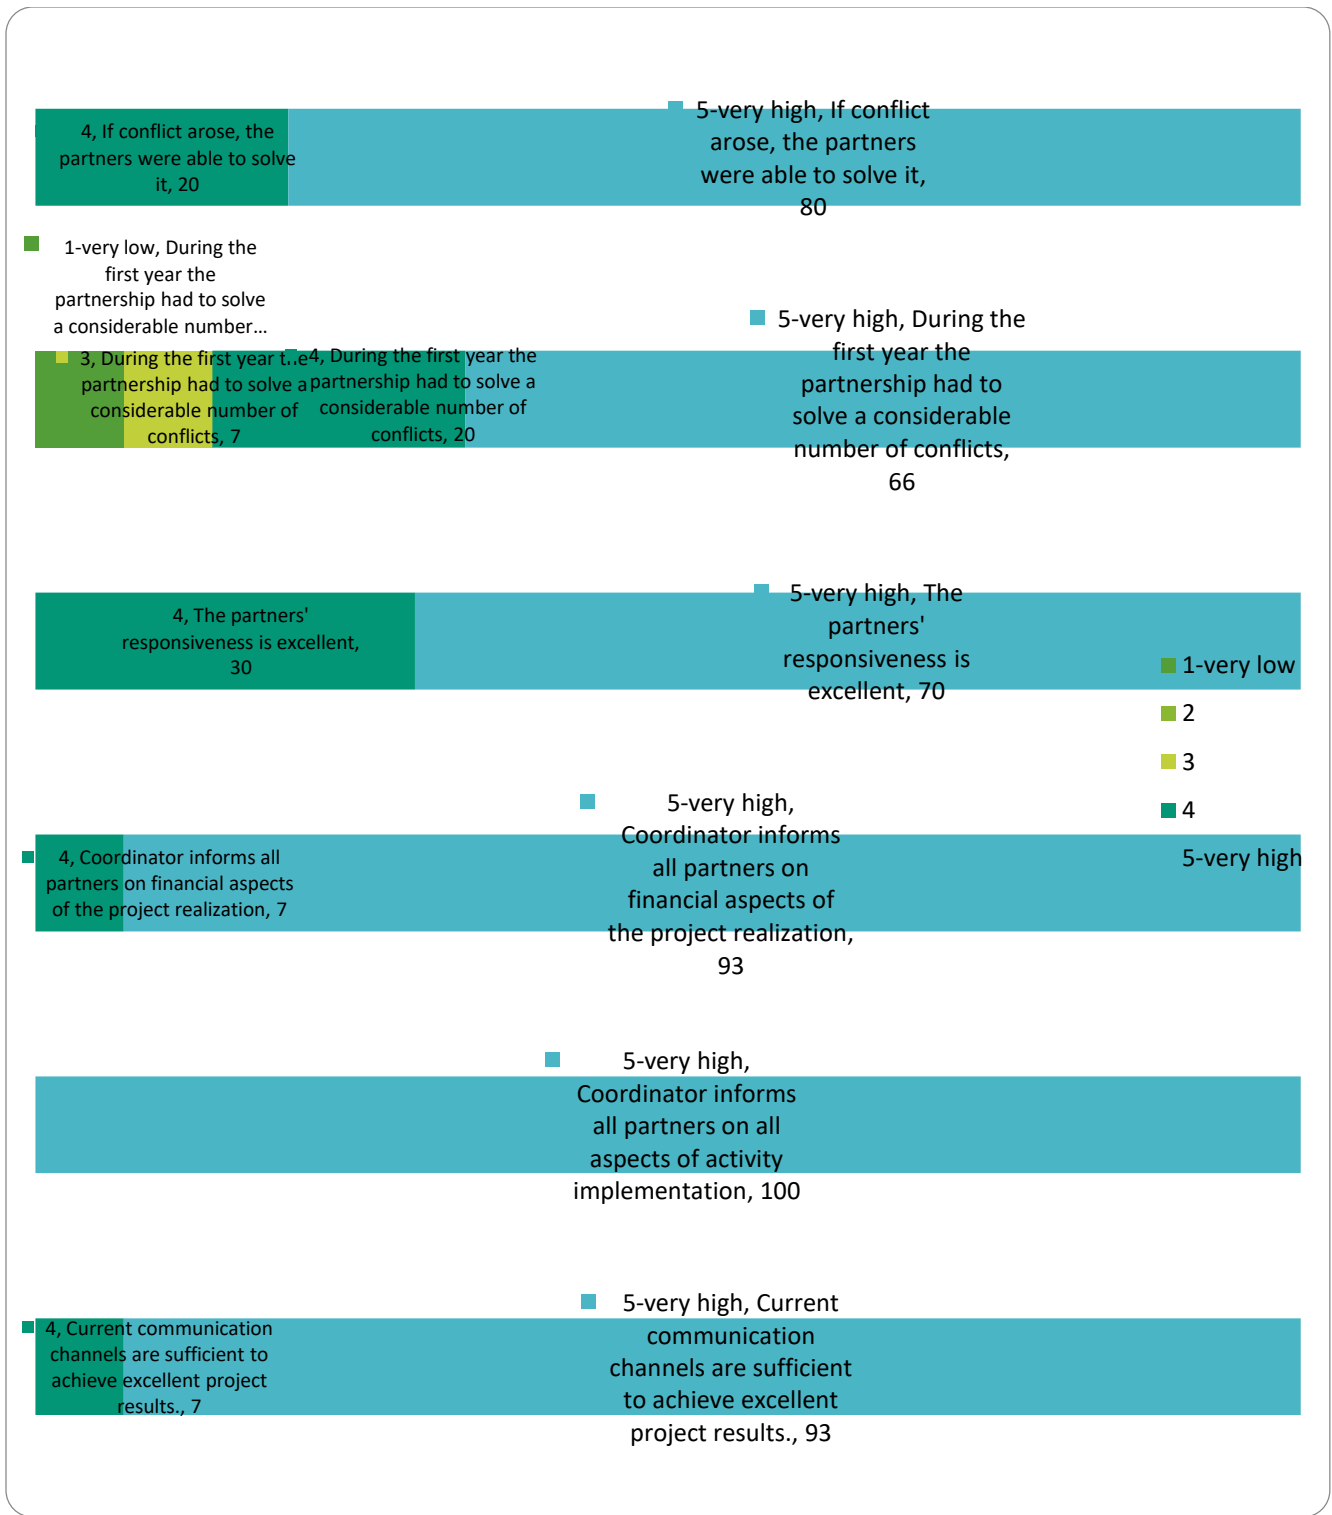 4, If conflict arose, the
partners were able to solve
it, 20
5-very high, If conflict
arose, the partners
were able to solve it,
80
1-very low, During the
first year the
partnership had to solve
a considerable number...
3, During the first year the
partnership had to solve a
considerable number of
conflicts, 7
4, During the first year the
partnership had to solve a
considerable number of
conflicts, 20
5-very high, During the
first year the
partnership had to
solve a considerable
number of conflicts,
66
4, The partners'
responsiveness is excellent,
30
5-very high, The
partners'
responsiveness is
excellent, 70
1-very low
2
3
4
5-very high
4, Coordinator informs all
partners on financial aspects
of the project realization, 7
5-very high,
Coordinator informs
all partners on
financial aspects of
the project realization,
93
5-very high,
Coordinator informs
all partners on all
aspects of activity
implementation, 100
4, Current communication
channels are sufficient to
achieve excellent project
results., 7
5-very high, Current
communication
channels are sufficient
to achieve excellent
project results., 93